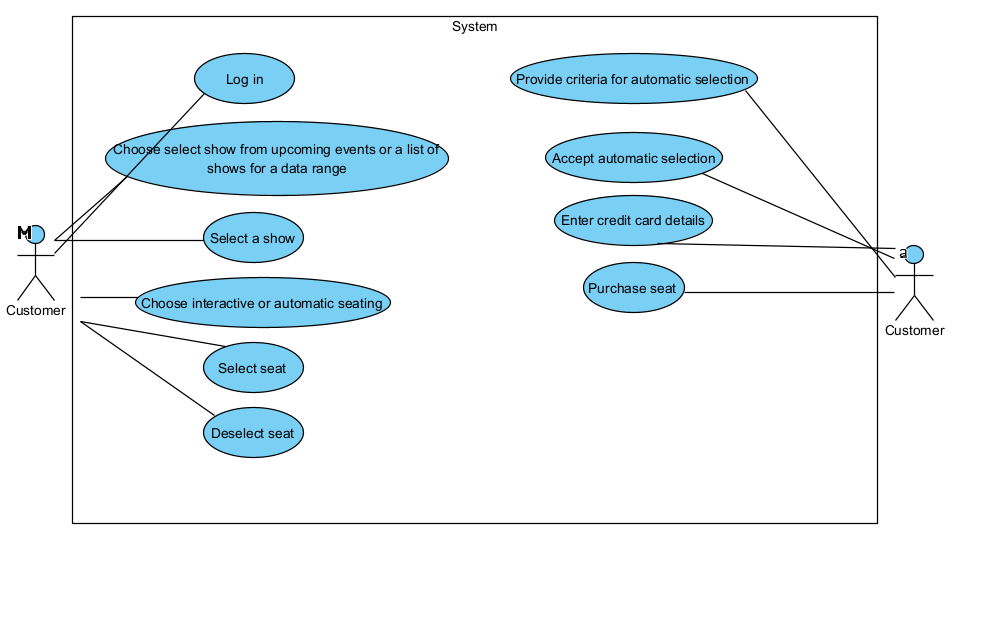 System
Log in
Provide criteria for automatic selection
Choose select show from upcoming events or a list of
shows for a data range
Accept automatic selection
Enter credit card details
M
Select a show
a
Purchase seat
Choose interactive or automatic seating
Customer
Customer
Select seat
Deselect seat